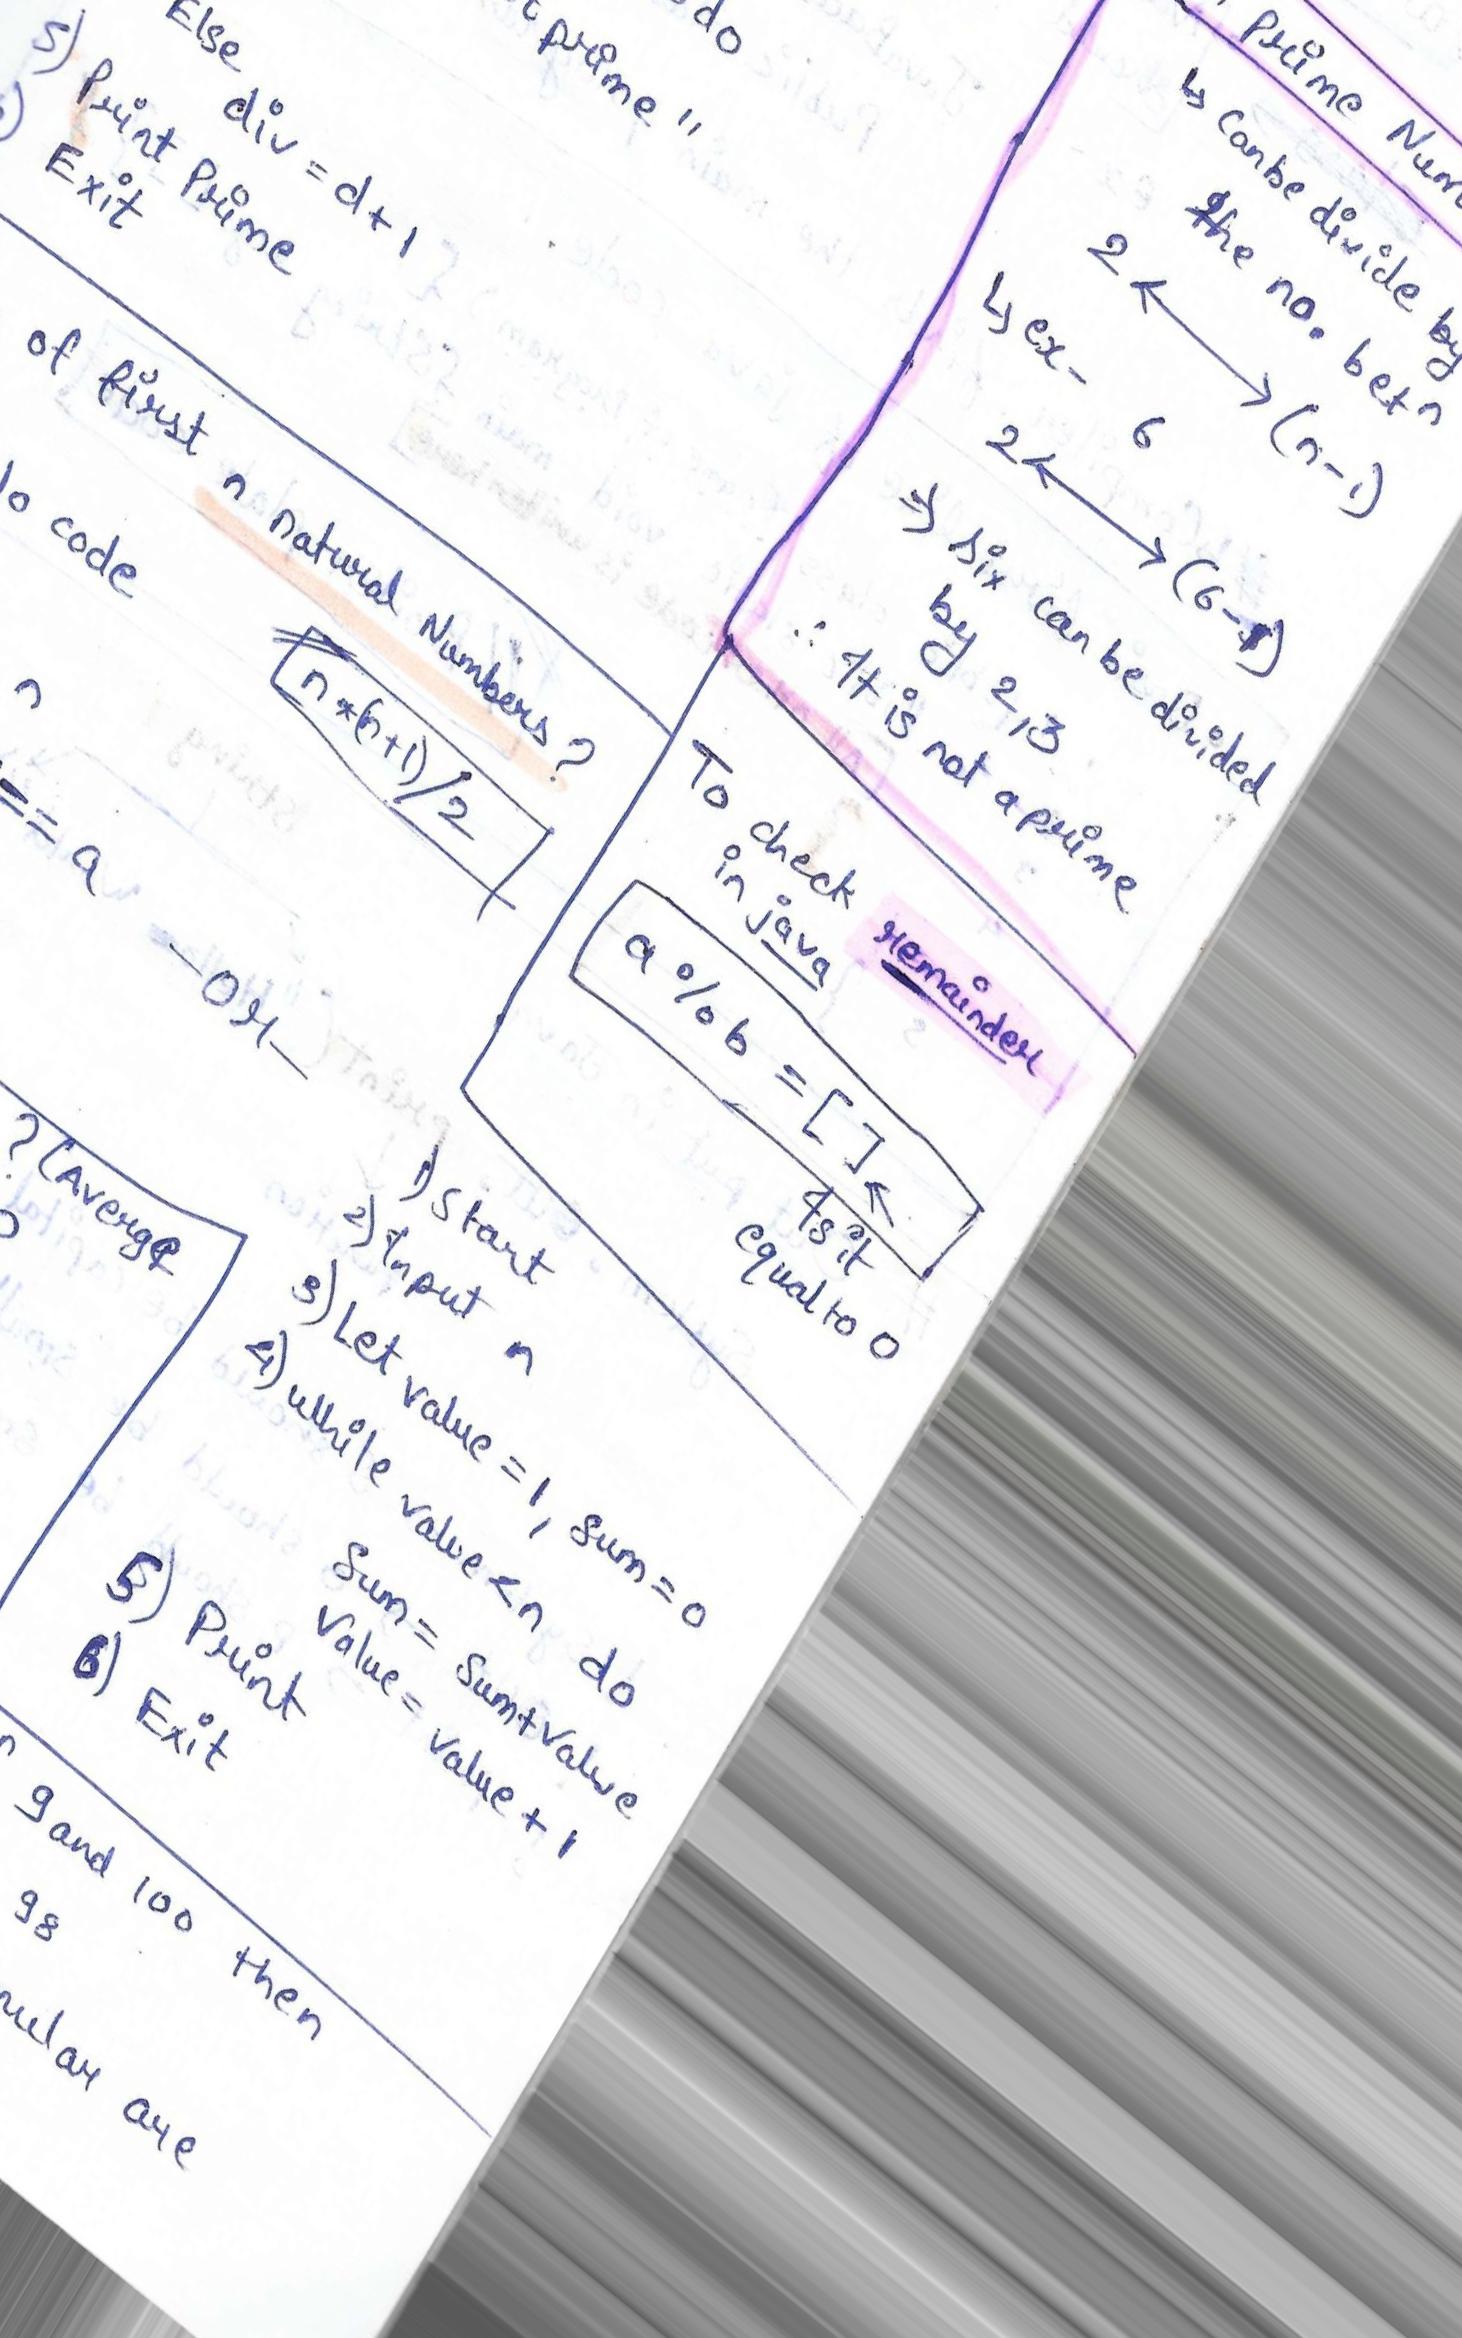 do
prime"
Else
div = d+1
5) Print Prime
Exit
Prime
Can be divide by
the no. betn
2 <-> (n-1)
ex- 6
2 <-> (6-1)
=> Six can be divided
by 2,3
∴ It is not a prime
of first n natural Numbers?
code
n*(n+1)/2
n
== a
-OR-
To check remainder
in java
a % b = [ ]
Is it
equal to 0
? (Averge
1) Start
2) Input n
3) Let value = 1, sum = 0
4) while value < n do
Sum = Sum+value
Value = value + 1
5) Print
6) Exit
9 and 100 then
98
are